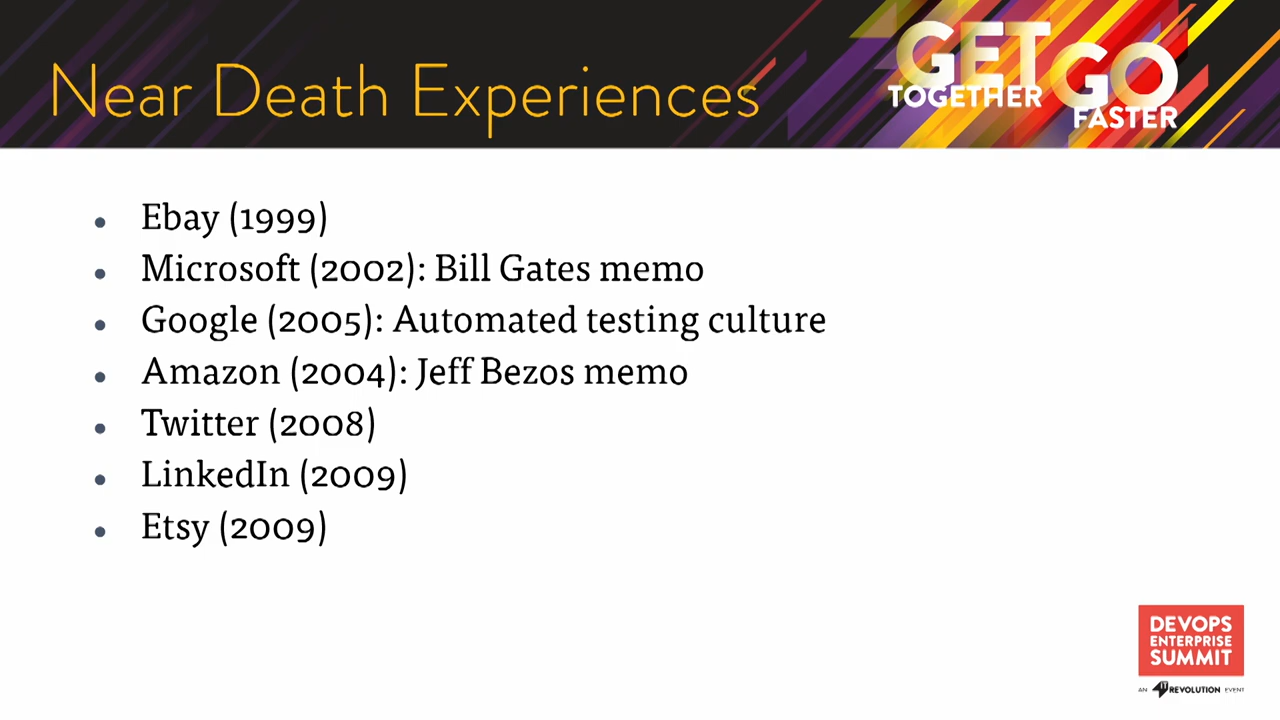 Near Death Experiences
GET
TOGETHER
GO
FASTER
• Ebay (1999)
• Microsoft (2002): Bill Gates memo
• Google (2005): Automated testing culture
• Amazon (2004): Jeff Bezos memo
• Twitter (2008)
• LinkedIn (2009)
• Etsy (2009)
DEVOPS
ENTERPRISE
SUMMIT
AN IT REVOLUTION EVENT